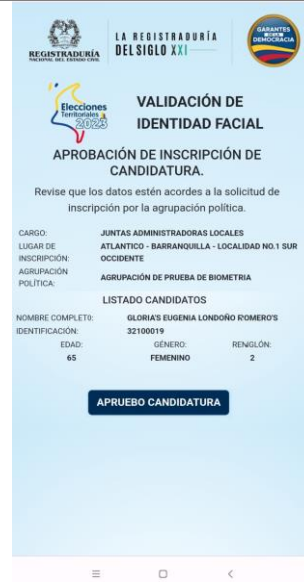 REGISTRADURÍA
NACIONAL DEL ESTADO CIVIL
LA REGISTRADURÍA
DEL SIGLO XXI
GARANTES
DE LA
DEMOCRACIA
Elecciones
Territoriales
2023
VALIDACIÓN DE
IDENTIDAD FACIAL
APROBACIÓN DE INSCRIPCIÓN DE
CANDIDATURA.
Revise que los datos estén acordes a la solicitud de
inscripción por la agrupación política.
CARGO: JUNTAS ADMINISTRADORAS LOCALES
LUGAR DE INSCRIPCIÓN: ATLANTICO - BARRANQUILLA - LOCALIDAD NO.1 SUR OCCIDENTE
AGRUPACIÓN POLÍTICA: AGRUPACIÓN DE PRUEBA DE BIOMETRIA
LISTADO CANDIDATOS
NOMBRE COMPLETO: GLORIA'S EUGENIA LONDOÑO ROMERO'S
IDENTIFICACIÓN: 32100019
EDAD: GÉNERO: RENGLÓN:
65 FEMENINO 2
APRUEBO CANDIDATURA